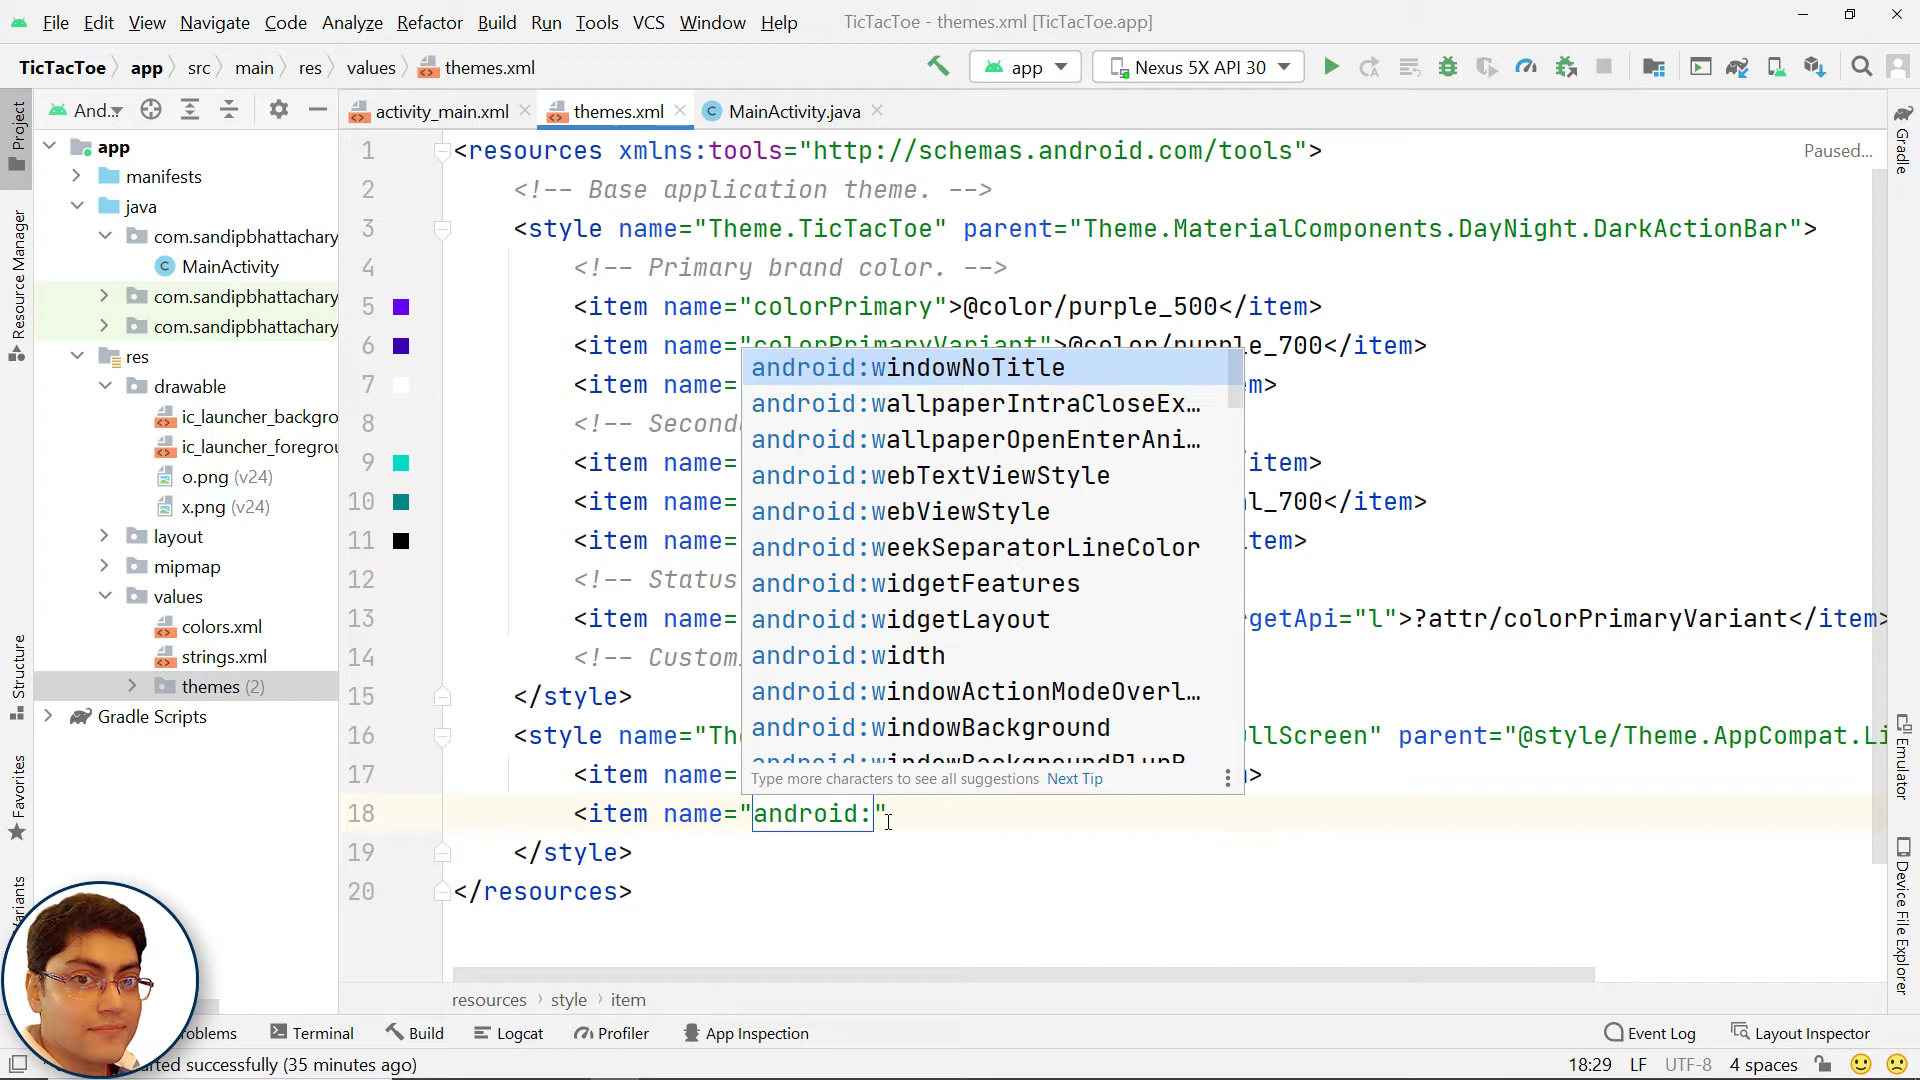 File Edit View Navigate Code Analyze Refactor Build Run Tools VCS Window Help TicTacToe - themes.xml [TicTacToe.app]
TicTacToe app src main res values themes.xml app Nexus 5X API 30
And... activity_main.xml themes.xml MainActivity.java
Project
Resource Manager
Structure
Favorites
Gradle
Emulator
Device File Explorer
app
manifests
java
com.sandipbhattachary
MainActivity
com.sandipbhattachary
com.sandipbhattachary
res
drawable
ic_launcher_backgro
ic_launcher_foregrou
o.png (v24)
x.png (v24)
layout
mipmap
values
colors.xml
strings.xml
themes (2)
Gradle Scripts
Paused...
1 <resources xmlns:tools="http://schemas.android.com/tools">
2 <!-- Base application theme. -->
3 <style name="Theme.TicTacToe" parent="Theme.MaterialComponents.DayNight.DarkActionBar">
4 <!-- Primary brand color. -->
5 <item name="colorPrimary">@color/purple_500</item>
6 <item name="colorPrimaryVariant">@color/purple_700</item>
7 <item name= em>
8 <!-- Second
9 <item name= /item>
10 <item name= l_700</item>
11 <item name= item>
12 <!-- Status
13 <item name= rgetApi="l">?attr/colorPrimaryVariant</item>
14 <!-- Custom
15 </style>
16 <style name="Th llScreen" parent="@style/Theme.AppCompat.Li
17 <item name= >
18 <item name="android:"
19 </style>
20 </resources>
android:windowNoTitle
android:wallpaperIntraCloseEx...
android:wallpaperOpenEnterAni...
android:webTextViewStyle
android:webViewStyle
android:weekSeparatorLineColor
android:widgetFeatures
android:widgetLayout
android:width
android:windowActionModeOverl...
android:windowBackground
Type more characters to see all suggestions Next Tip
resources style item
roblems Terminal Build Logcat Profiler App Inspection Event Log Layout Inspector
arted successfully (35 minutes ago) 18:29 LF UTF-8 4 spaces